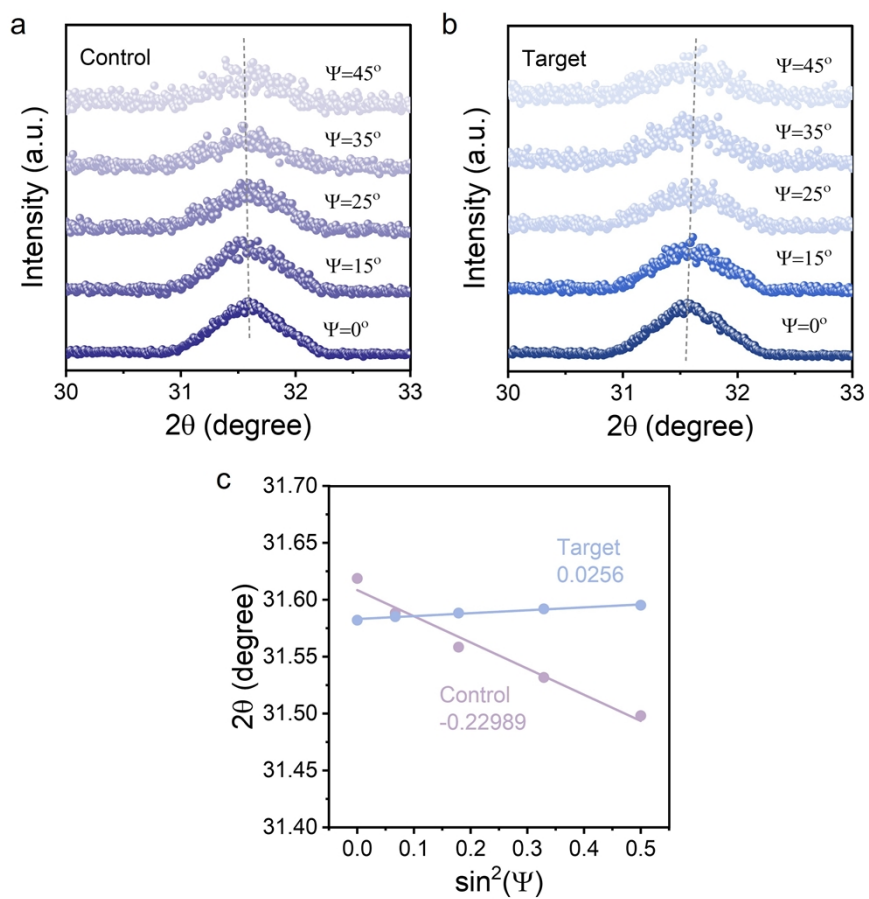 a
Control
Ψ=45°
Ψ=35°
Ψ=25°
Ψ=15°
Ψ=0°
Intensity (a.u.)
30 31 32 33
2θ (degree)
b
Target
Ψ=45°
Ψ=35°
Ψ=25°
Ψ=15°
Ψ=0°
Intensity (a.u.)
30 31 32 33
2θ (degree)
c
31.70
31.65
31.60
31.55
31.50
31.45
31.40
2θ (degree)
Target
0.0256
Control
-0.22989
0.0 0.1 0.2 0.3 0.4 0.5
sin²(Ψ)